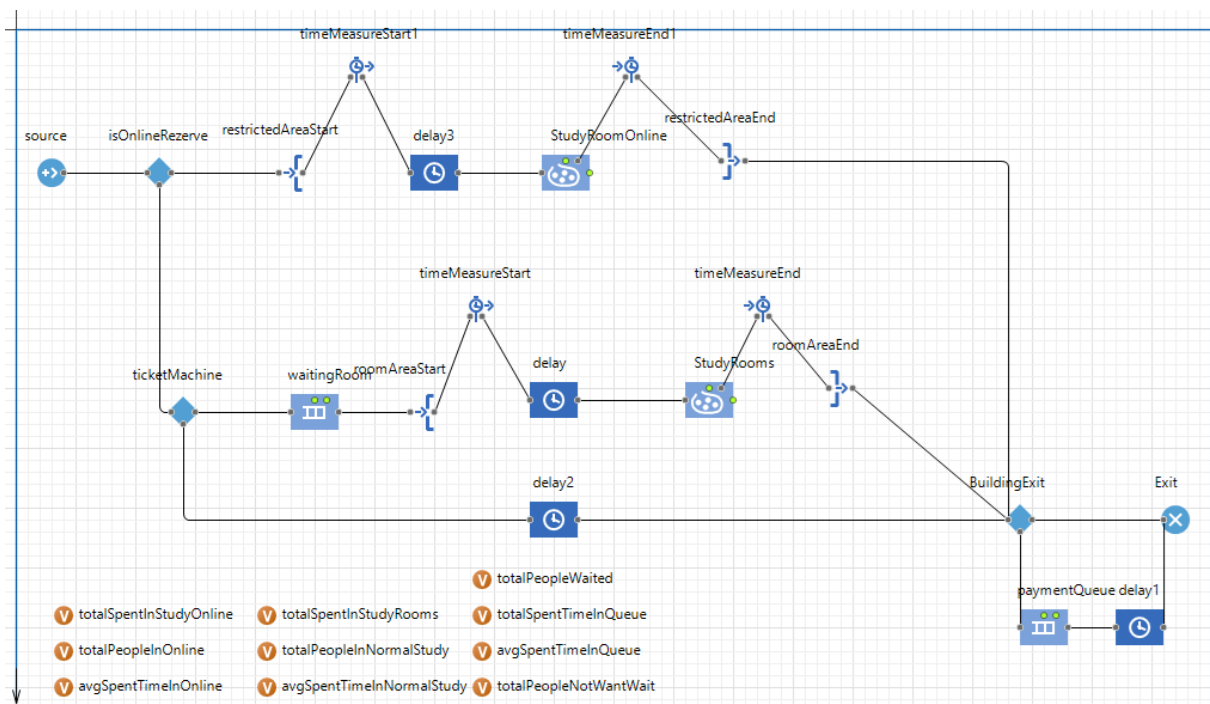 timeMeasureStart1
timeMeasureEnd1
source
isOnlineRezerve
restrictedAreaStart
delay3
StudyRoomOnline
restrictedAreaEnd
timeMeasureStart
timeMeasureEnd
ticketMachine
waitingRoom
roomAreaStart
delay
StudyRooms
roomAreaEnd
delay2
BuildingExit
Exit
paymentQueue
delay1
V totalPeopleWaited
V totalSpentInStudyOnline
V totalSpentInStudyRooms
V totalSpentTimeInQueue
V totalPeopleInOnline
V totalPeopleInNormalStudy
V avgSpentTimeInQueue
V avgSpentTimeInOnline
V avgSpentTimeInNormalStudy
V totalPeopleNotWantWait